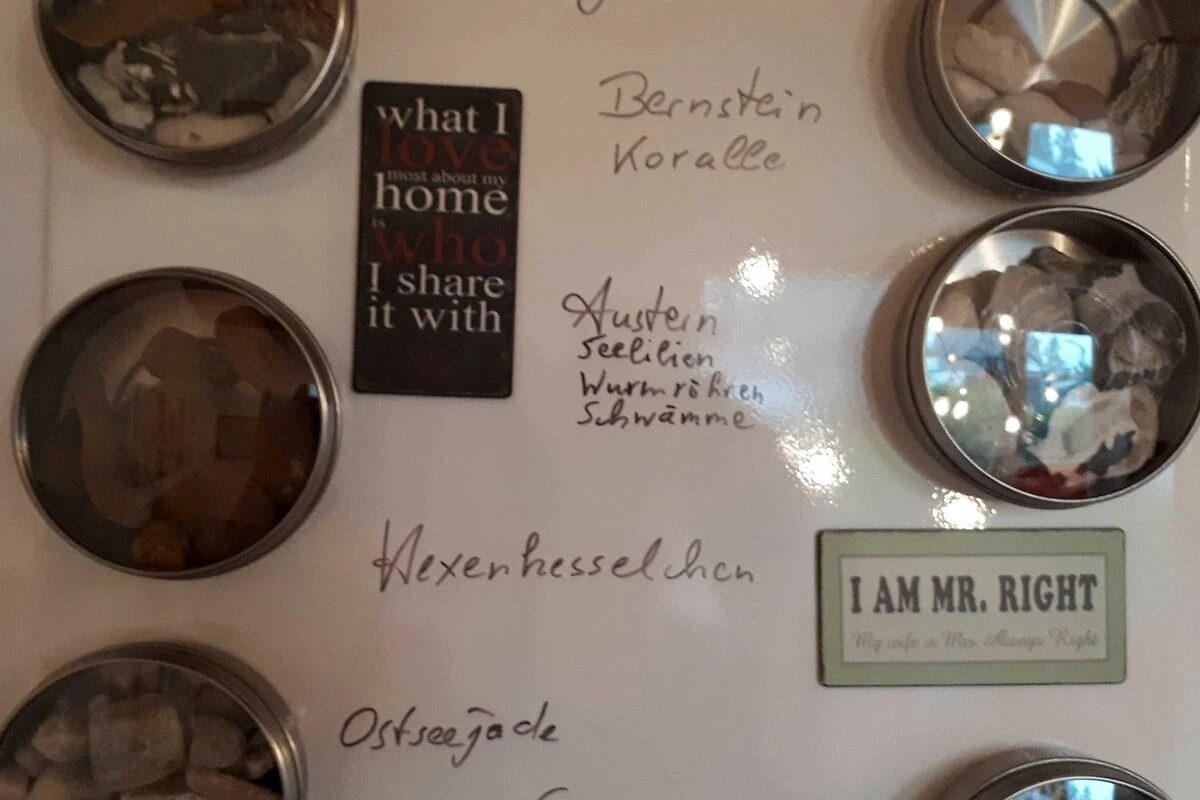 what I
love
most about my
home
is
who
I share
it with
Bernstein
Koralle
Austern
Seelilien
Wurmröhren
Schwämme
Hexenkesselchen
I AM MR. RIGHT
My wife is Mrs. Always Right
Ostseejade